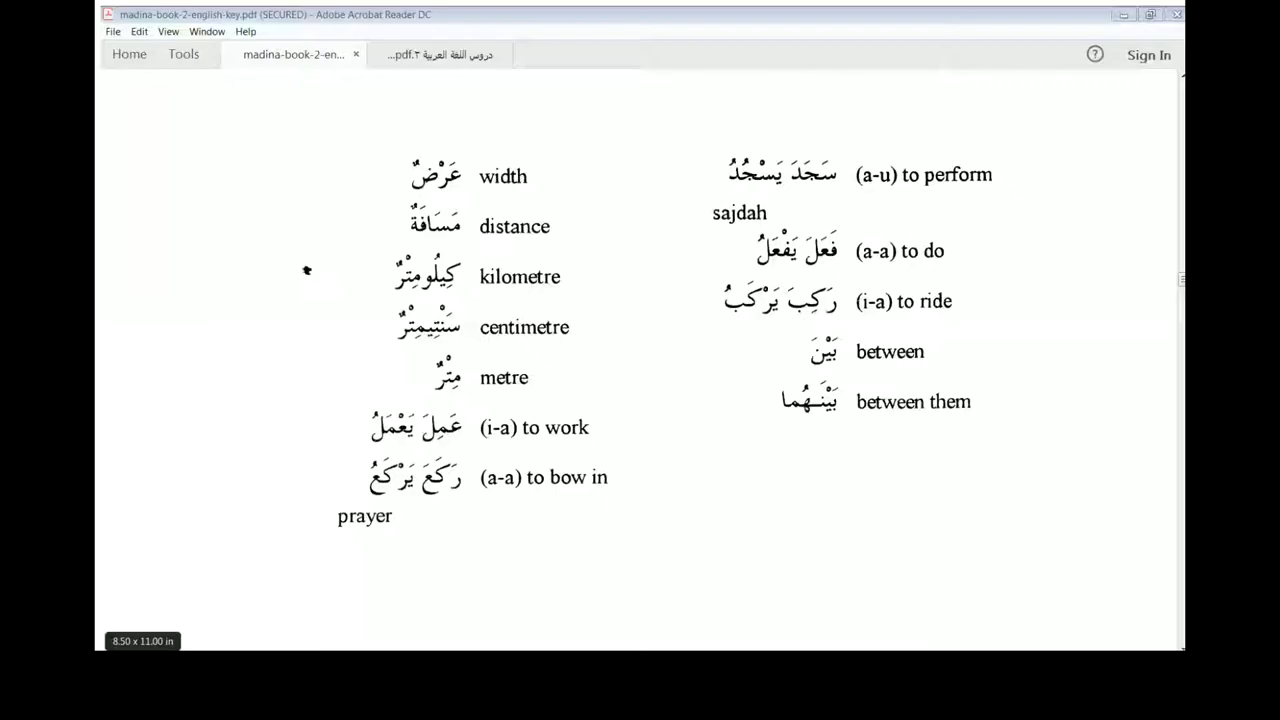 madina-book-2-english-key.pdf (SECURED) - Adobe Acrobat Reader DC
File Edit View Window Help
Home Tools madina-book-2-en... × دروس اللغة العربية ٢.pdf... ? Sign In
عَرْضٌ width
مَسَافَةٌ distance
كِيلُومِتْرٌ kilometre
سَنْتِيمِتْرٌ centimetre
مِتْرٌ metre
عَمِلَ يَعْمَلُ (i-a) to work
رَكَعَ يَرْكَعُ (a-a) to bow in
prayer
سَجَدَ يَسْجُدُ (a-u) to perform
sajdah
فَعَلَ يَفْعَلُ (a-a) to do
رَكِبَ يَرْكَبُ (i-a) to ride
بَيْنَ between
بَيْنَـهُما between them
8.50 x 11.00 in